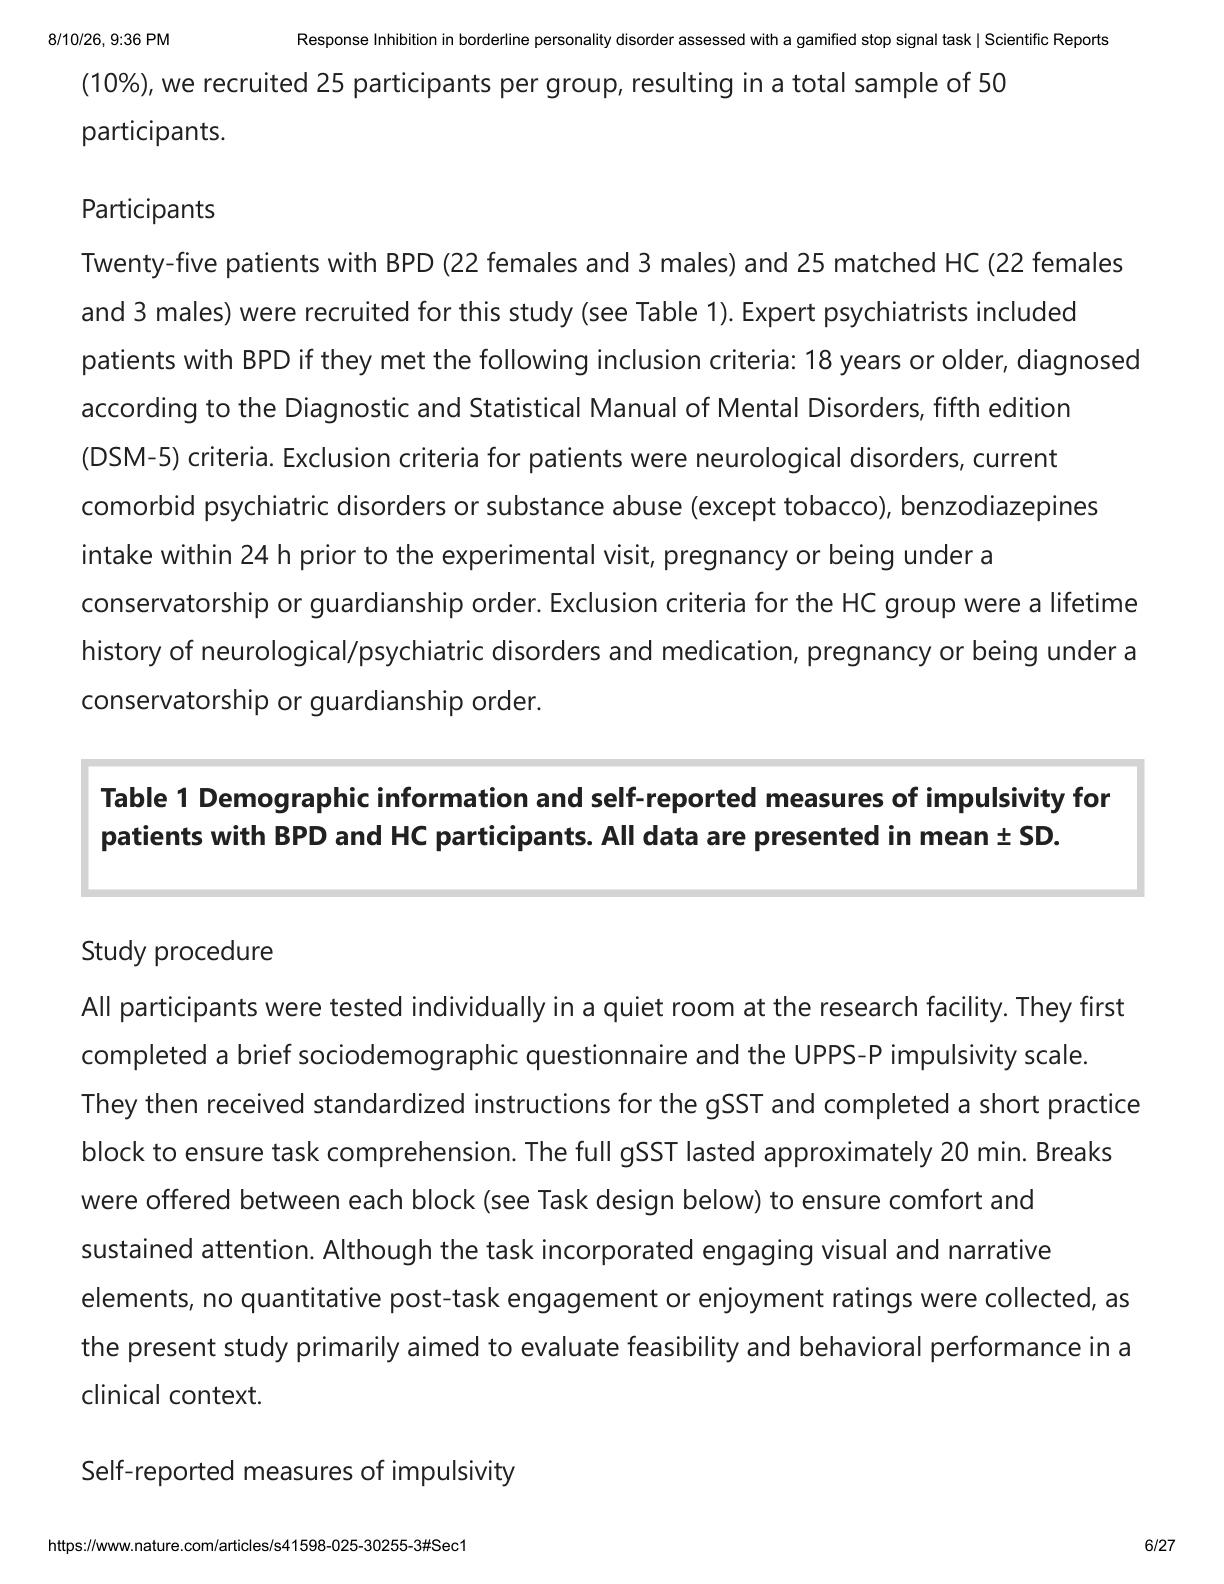 8/10/26, 9:36 PM Response Inhibition in borderline personality disorder assessed with a gamified stop signal task | Scientific Reports
(10%), we recruited 25 participants per group, resulting in a total sample of 50
participants.
Participants
Twenty-five patients with BPD (22 females and 3 males) and 25 matched HC (22 females
and 3 males) were recruited for this study (see Table 1). Expert psychiatrists included
patients with BPD if they met the following inclusion criteria: 18 years or older, diagnosed
according to the Diagnostic and Statistical Manual of Mental Disorders, fifth edition
(DSM-5) criteria. Exclusion criteria for patients were neurological disorders, current
comorbid psychiatric disorders or substance abuse (except tobacco), benzodiazepines
intake within 24 h prior to the experimental visit, pregnancy or being under a
conservatorship or guardianship order. Exclusion criteria for the HC group were a lifetime
history of neurological/psychiatric disorders and medication, pregnancy or being under a
conservatorship or guardianship order.
Table 1 Demographic information and self-reported measures of impulsivity for
patients with BPD and HC participants. All data are presented in mean ± SD.
Study procedure
All participants were tested individually in a quiet room at the research facility. They first
completed a brief sociodemographic questionnaire and the UPPS-P impulsivity scale.
They then received standardized instructions for the gSST and completed a short practice
block to ensure task comprehension. The full gSST lasted approximately 20 min. Breaks
were offered between each block (see Task design below) to ensure comfort and
sustained attention. Although the task incorporated engaging visual and narrative
elements, no quantitative post-task engagement or enjoyment ratings were collected, as
the present study primarily aimed to evaluate feasibility and behavioral performance in a
clinical context.
Self-reported measures of impulsivity
https://www.nature.com/articles/s41598-025-30255-3#Sec1 6/27